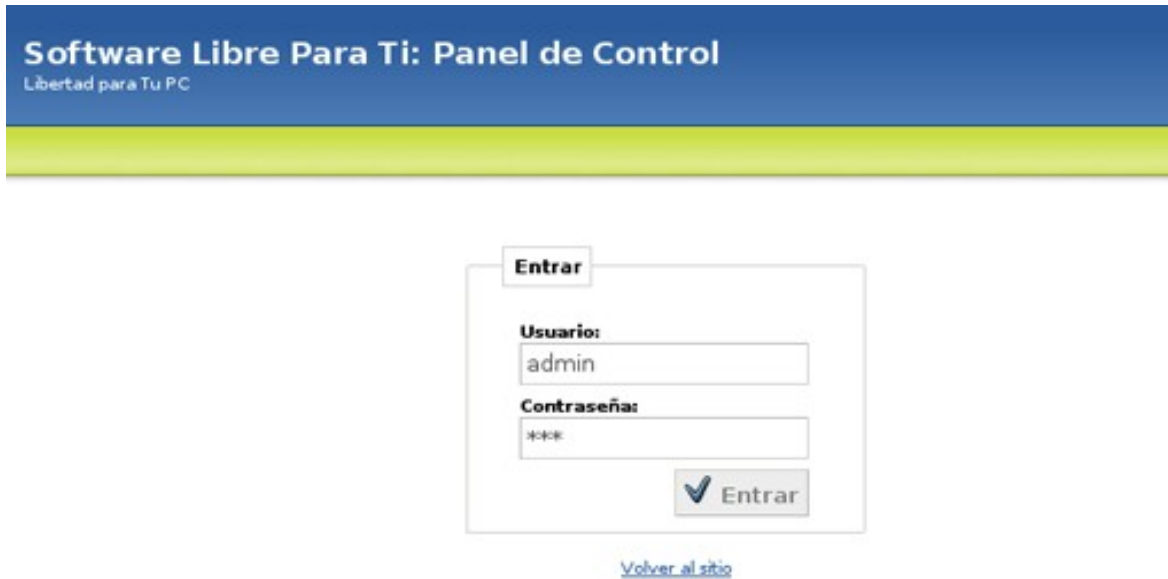 Software Libre Para Ti: Panel de Control
Libertad para Tu PC
Entrar
Usuario:
admin
Contraseña:
***
Entrar
Volver al sitio